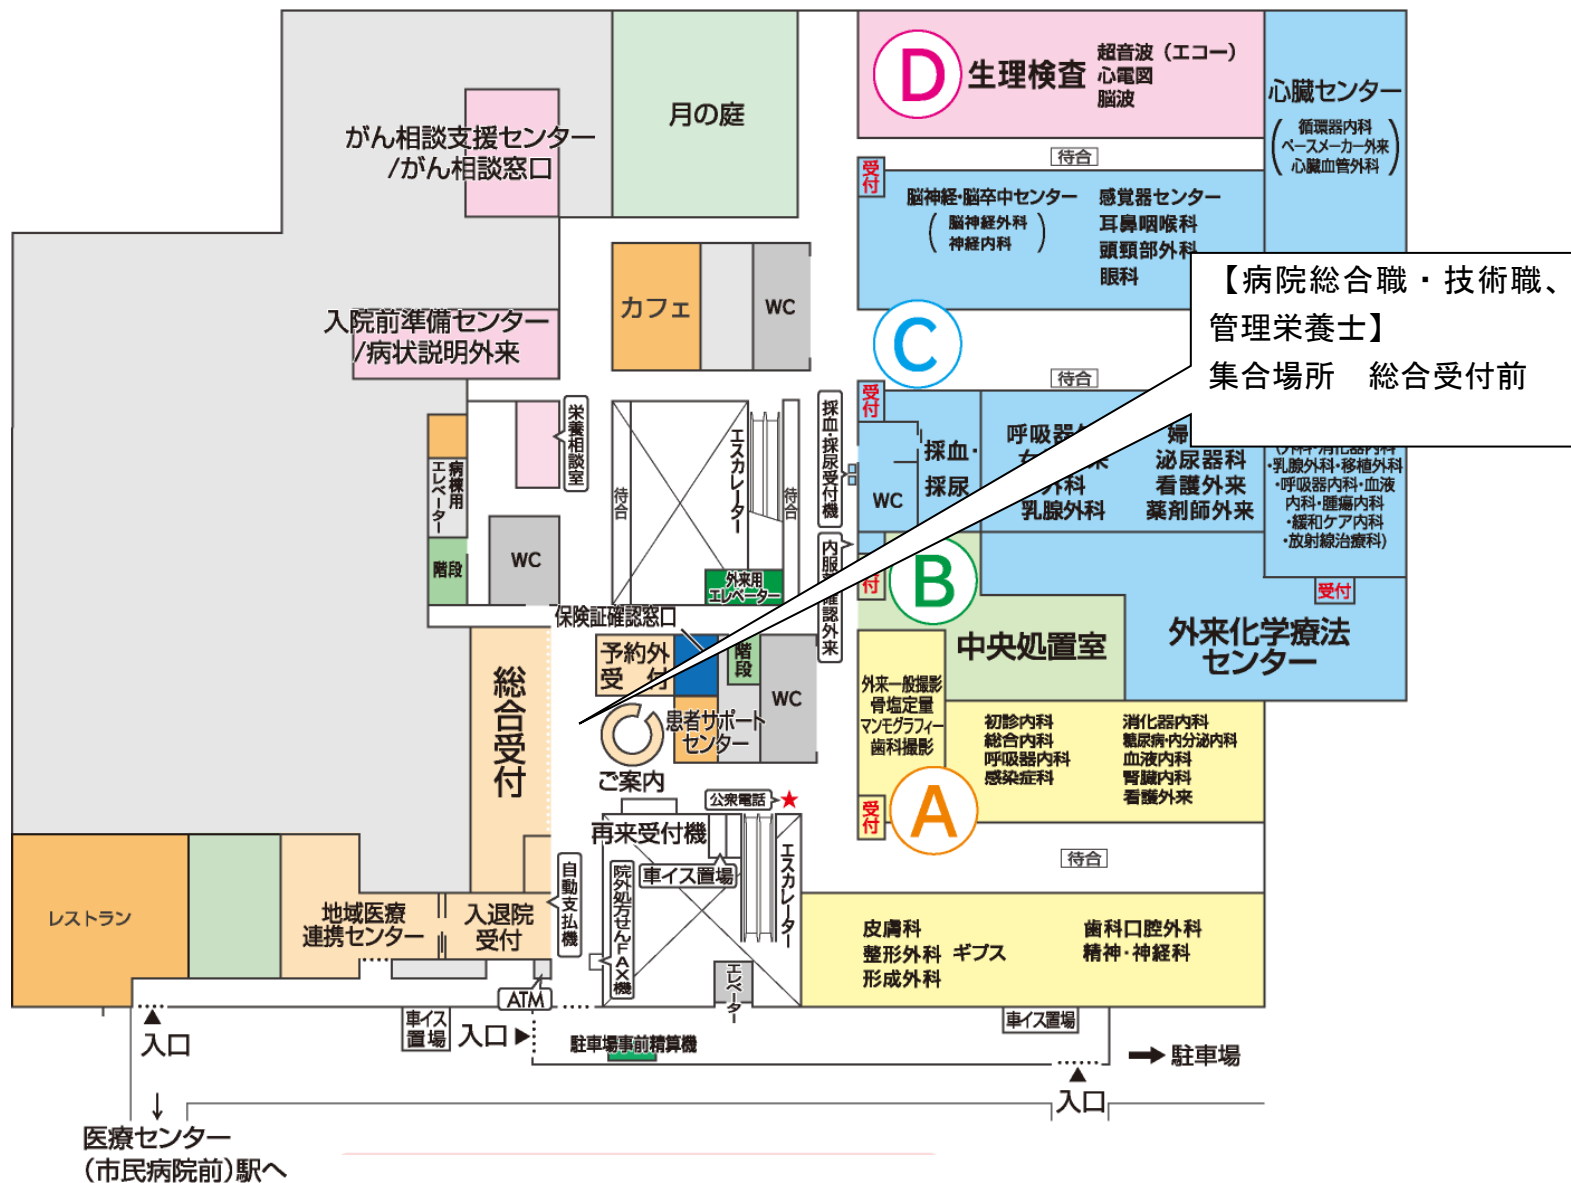 D
生理検査
超音波（エコー）
心電図
脳波
心臓センター
循環器内科
ペースメーカー外来
心臓血管外科
月の庭
がん相談支援センター
/がん相談窓口
待合
受付
脳神経・脳卒中センター
脳神経外科
神経内科
感覚器センター
耳鼻咽喉科
頭頸部外科
眼科
【病院総合職・技術職、
管理栄養士】
集合場所　総合受付前
カフェ
WC
入院前準備センター
/病状説明外来
C
待合
受付
栄養相談室
待合
エスカレーター
待合
採血・採尿受付機
WC
採血・
採尿
呼吸器
外科
乳腺外科
泌尿器科
看護外来
薬剤師外来
・乳腺外科・移植外科
・呼吸器内科・血液
内科・腫瘍内科
・緩和ケア内科
・放射線治療科)
病棟用
エレベーター
階段
WC
外来用
エレベーター
内服
確認外来
付
B
受付
保険証確認窓口
予約外
受　付
階段
WC
中央処置室
外来化学療法
センター
総合受付
患者サポート
センター
ご案内
外来一般撮影
骨塩定量
マンモグラフィー
歯科撮影
初診内科
総合内科
呼吸器内科
感染症科
消化器内科
糖尿病・内分泌内科
血液内科
腎臓内科
看護外来
受付
A
公衆電話
★
再来受付機
車イス置場
エスカレーター
待合
自動支払機
院外処方せんFAX機
レストラン
地域医療
連携センター
入退院
受付
皮膚科
整形外科　ギプス
形成外科
歯科口腔外科
精神・神経科
エレベーター
ATM
入口
車イス
置場
入口
駐車場事前精算機
車イス置場
駐車場
入口
医療センター
（市民病院前）駅へ